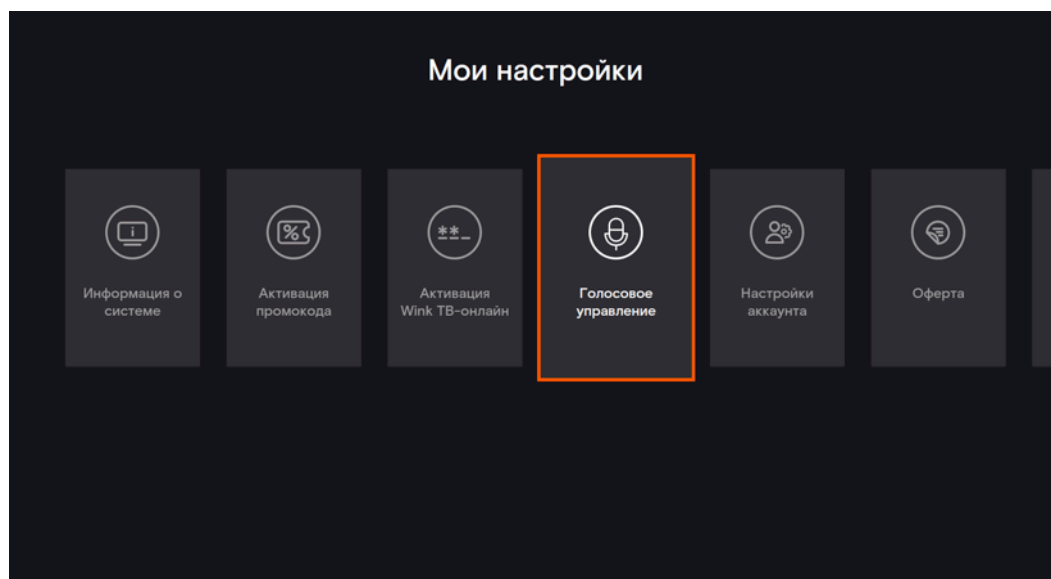 Мои настройки
Информация о
системе
Активация
промокода
Активация
Wink ТВ-онлайн
Голосовое
управление
Настройки
аккаунта
Оферта